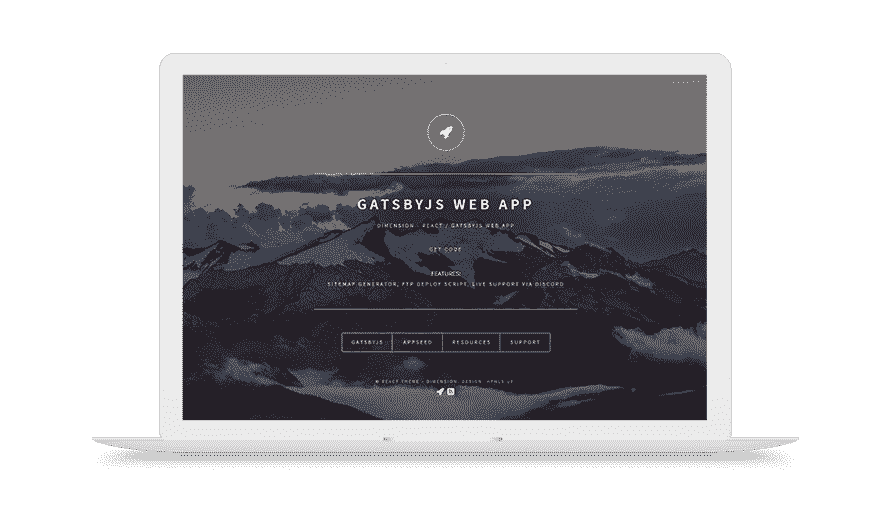 GATSBYJS WEB APP
DIMENSION - REACT / GATSBYJS WEB APP
GET CODE
FEATURES:
SITEMAP GENERATOR, FTP DEPLOY SCRIPT, LIVE SUPPORT VIA DISCORD
GATSBYJS APPSEED RESOURCES SUPPORT
REACT THEME - DIMENSION. DESIGN: HTML5 UP